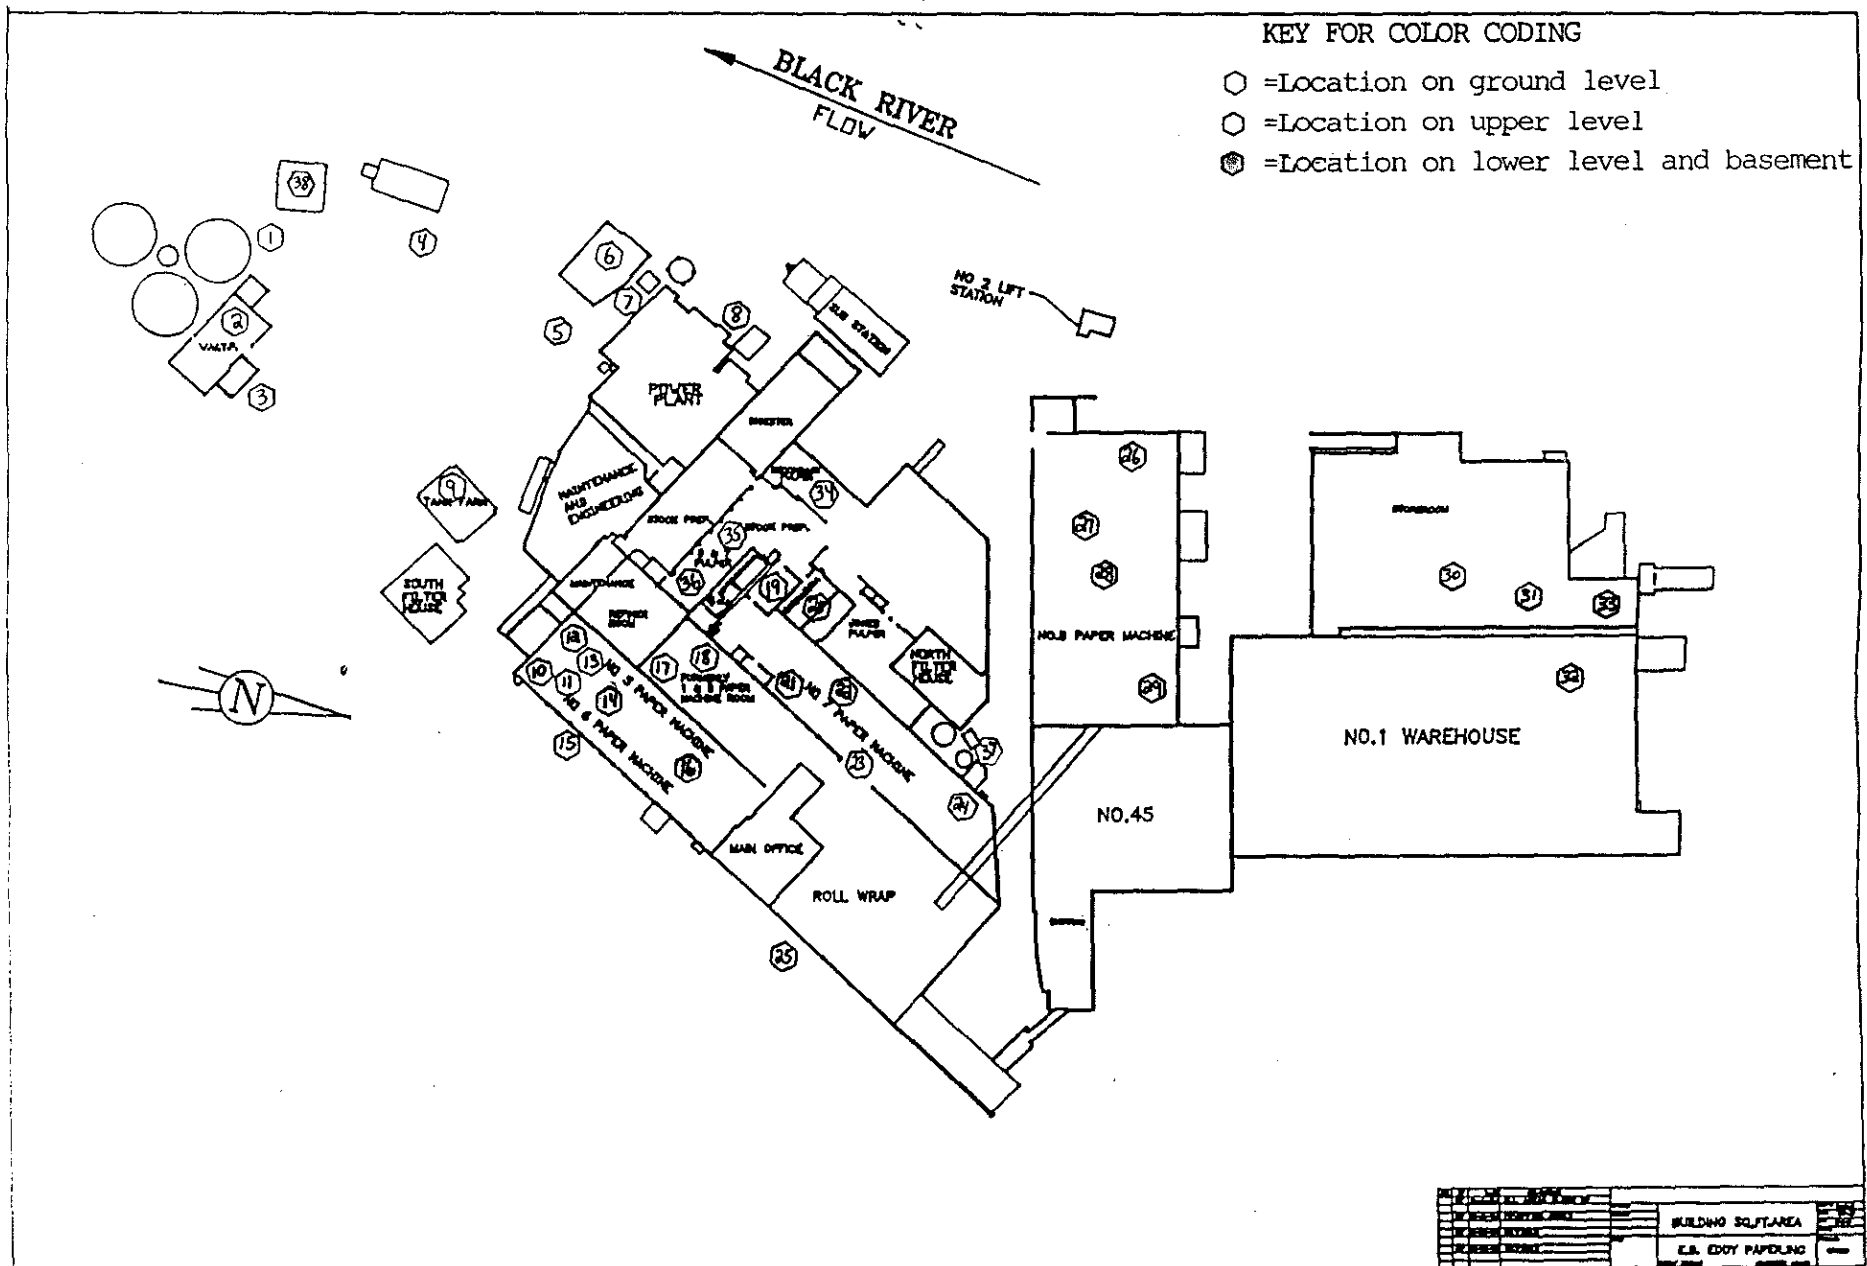 KEY FOR COLOR CODING
=Location on ground level
=Location on upper level
=Location on lower level and basement
BLACK RIVER
FLOW
38
1
4
2
W.W.T.P.
3
5
6
7
8
SUB STATION
NO 2 LIFT
STATION
POWER
PLANT
DIGESTER
MAINTENANCE
AND
ENGINEERING
9
TANK FARM
SOUTH
FILTER
HOUSE
STOCK PREP.
STOCK PREP.
34
35
PULPER
36
19
20
JONES
PULPER
NORTH
FILTER
HOUSE
MAINTENANCE
REFINER
ROOM
10
11
12
13
14
15
16
17
18
FORMERLY
1 & 3 PAPER
MACHINE ROOM
NO 5 PAPER MACHINE
NO 6 PAPER MACHINE
21
22
NO 7 PAPER MACHINE
23
24
37
MAIN OFFICE
ROLL WRAP
25
N
26
27
28
NO.8 PAPER MACHINE
29
NO.45
STOREROOM
30
31
33
32
NO.1 WAREHOUSE
BUILDING SQ.FT.AREA
E.B. EDDY PAPER,INC